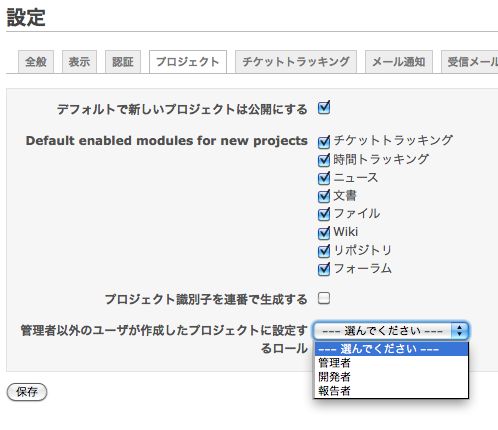 設定
全般 表示 認証 プロジェクト チケットトラッキング メール通知 受信メール
デフォルトで新しいプロジェクトは公開にする
Default enabled modules for new projects
チケットトラッキング
時間トラッキング
ニュース
文書
ファイル
Wiki
リポジトリ
フォーラム
プロジェクト識別子を連番で生成する
管理者以外のユーザが作成したプロジェクトに設定す
るロール
--- 選んでください ---
--- 選んでください ---
管理者
開発者
報告者
保存